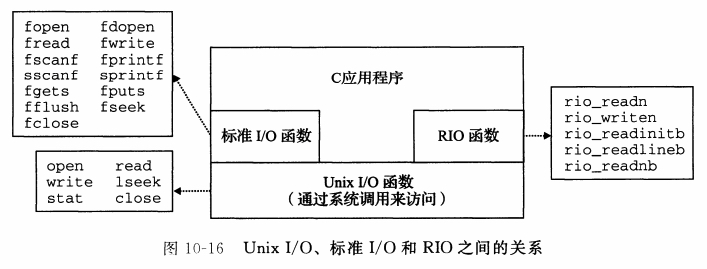 fopen fdopen
fread fwrite
fscanf fprintf
sscanf sprintf
fgets fputs
fflush fseek
fclose
C应用程序
标准 I/O 函数
RIO 函数
rio_readn
rio_writen
rio_readinitb
rio_readlineb
rio_readnb
open read
write lseek
stat close
Unix I/O 函数
（通过系统调用来访问）
图 10-16 Unix I/O、标准 I/O 和 RIO 之间的关系